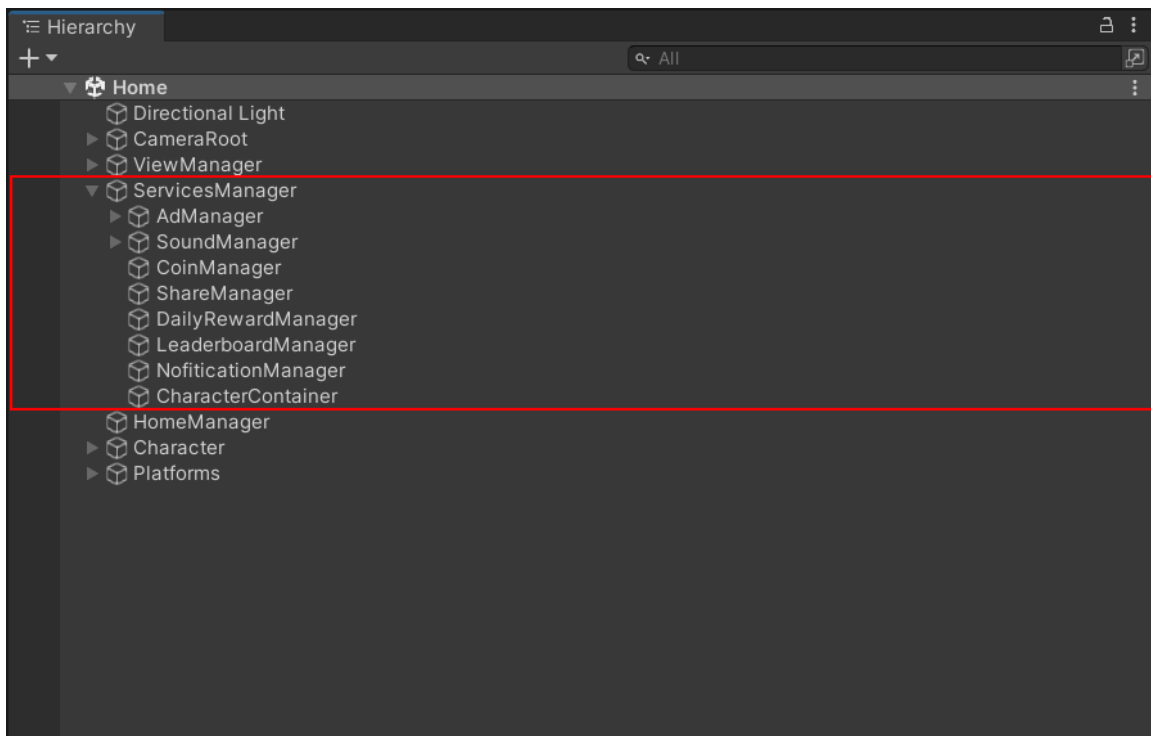 Hierarchy
All
Home
Directional Light
CameraRoot
ViewManager
ServicesManager
AdManager
SoundManager
CoinManager
ShareManager
DailyRewardManager
LeaderboardManager
NofiticationManager
CharacterContainer
HomeManager
Character
Platforms